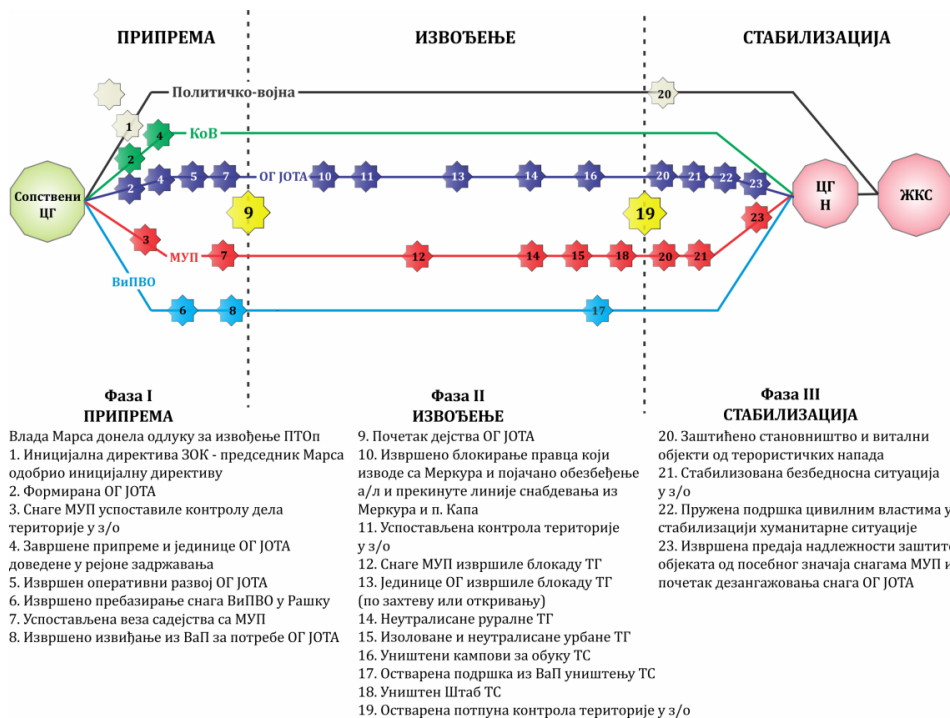 ПРИПРЕМА
ИЗВОЂЕЊЕ
СТАБИЛИЗАЦИЈА
Политичко-војна
20
1
4
КоВ
2
Сопствени
ЦГ
2
4
5
7
ОГ ЈОТА
10
11
13
14
16
20
21
22
23
ЦГ
Н
ЖКС
9
19
3
МУП
7
12
14
15
18
20
21
23
ВиПВО
6
8
17
Фаза I
ПРИПРЕМА
Влада Марса донела одлуку за извођење ПТОп
1. Иницијална директива ЗОК - председник Марса
одобрио иницијалну директиву
2. Формирана ОГ ЈОТА
3. Снаге МУП успоставиле контролу дела
територије у з/о
4. Завршене припреме и јединице ОГ ЈОТА
доведене у рејоне задржавања
5. Извршен оперативни развој ОГ ЈОТА
6. Извршено пребазирање снага ВиПВО у Рашку
7. Успостављена веза садејства са МУП
8. Извршено извиђање из ВаП за потребе ОГ ЈОТА
Фаза II
ИЗВОЂЕЊЕ
9. Почетак дејства ОГ ЈОТА
10. Извршено блокирање правца који
изводе са Меркура и појачано обезбеђење
а/л и прекинуте линије снабдевања из
Меркура и п. Капа
11. Успостављена контрола територије
у з/о
12. Снаге МУП извршиле блокаду ТГ
13. Јединице ОГ извршиле блокаду ТГ
(по захтеву или откривању)
14. Неутралисане руралне ТГ
15. Изоловане и неутралисане урбане ТГ
16. Уништени кампови за обуку ТС
17. Остварена подршка из ВаП уништењу ТС
18. Уништен Штаб ТС
19. Остварена потпуна контрола територије у з/о
Фаза III
СТАБИЛИЗАЦИЈА
20. Заштићено становништво и витални
објекти од терористичких напада
21. Стабилизована безбедносна ситуација
у з/о
22. Пружена подршка цивилним властима у
стабилизацији хуманитарне ситуације
23. Извршена предаја надлежности заштите
објеката од посебног значаја снагама МУП и
почетак дезангажовања снага ОГ ЈОТА